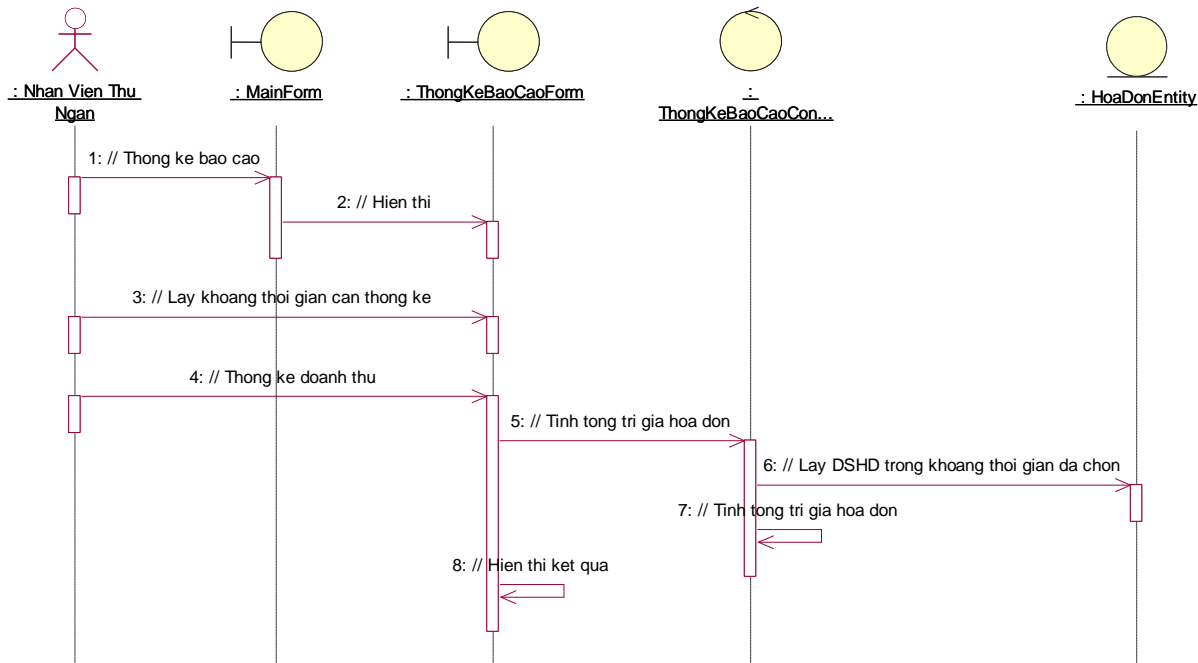 : Nhan Vien Thu
Ngan
: MainForm
: ThongKeBaoCaoForm
:
ThongKeBaoCaoCon...
: HoaDonEntity
1: // Thong ke bao cao
2: // Hien thi
3: // Lay khoang thoi gian can thong ke
4: // Thong ke doanh thu
5: // Tinh tong tri gia hoa don
6: // Lay DSHD trong khoang thoi gian da chon
7: // Tinh tong tri gia hoa don
8: // Hien thi ket qua